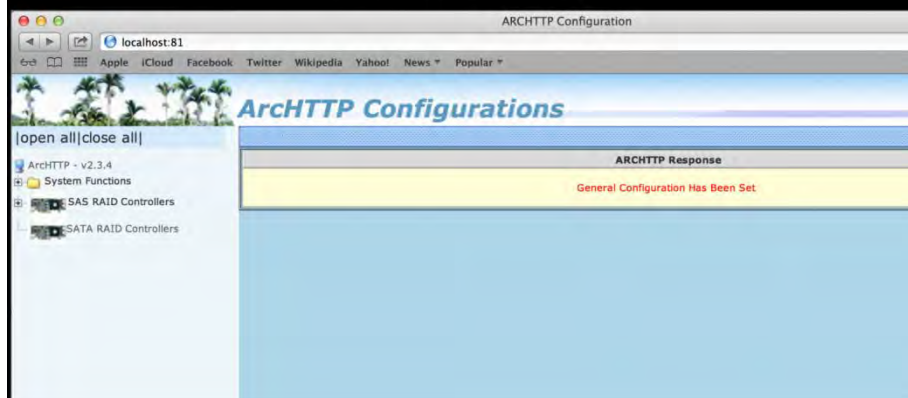 ARCHTTP Configuration
localhost:81
Apple iCloud Facebook Twitter Wikipedia Yahoo! News Popular
ArcHTTP Configurations
|open all|close all|
ArcHTTP - v2.3.4
System Functions
SAS RAID Controllers
SATA RAID Controllers
ARCHTTP Response
General Configuration Has Been Set